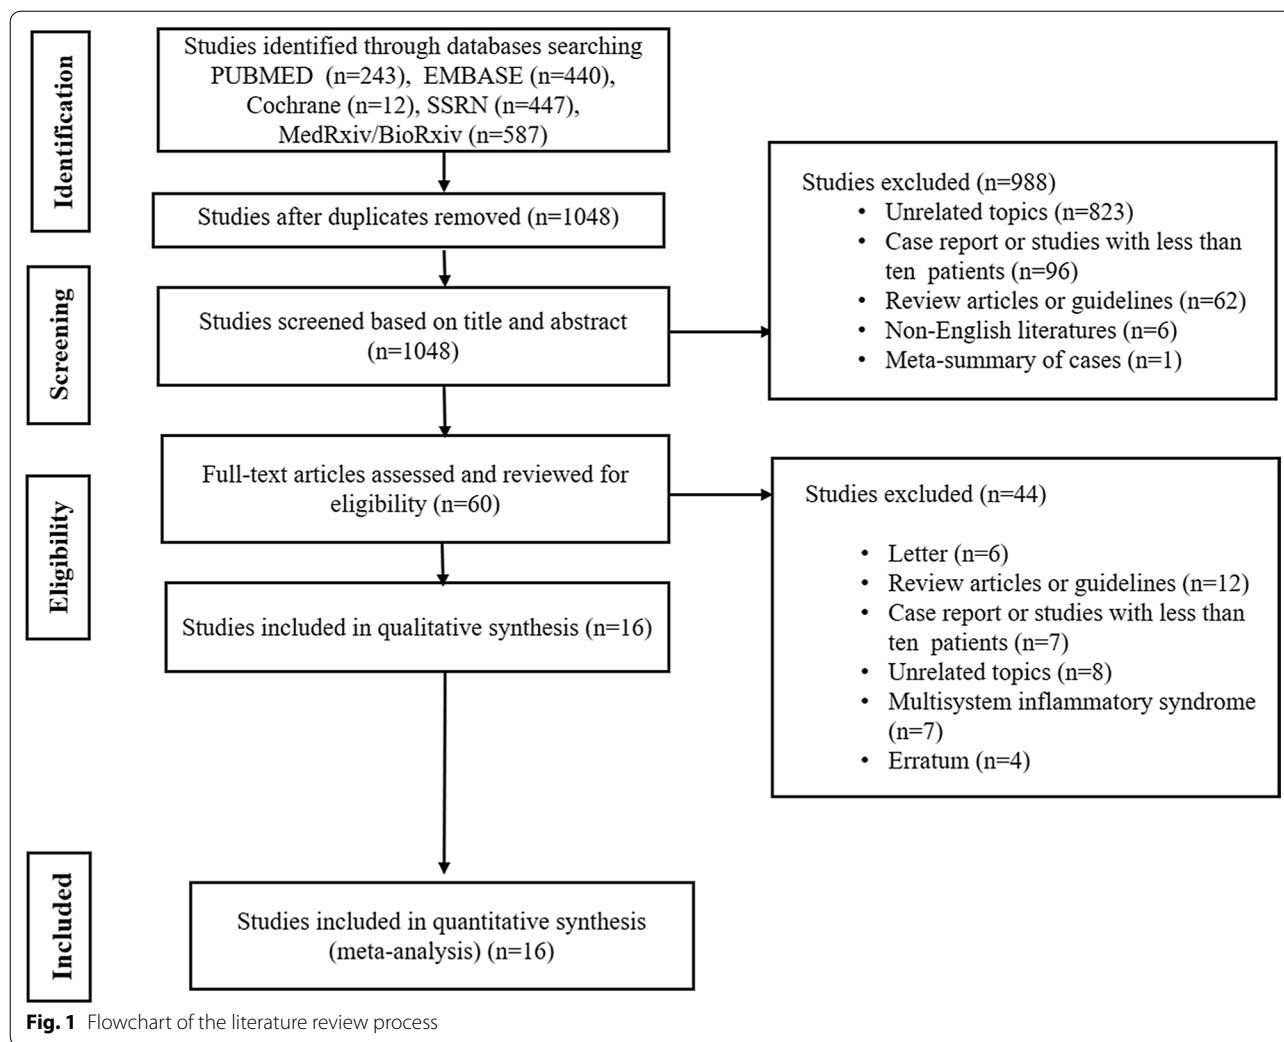 Identification
Studies identified through databases searching
PUBMED (n=243), EMBASE (n=440),
Cochrane (n=12), SSRN (n=447),
MedRxiv/BioRxiv (n=587)
Studies after duplicates removed (n=1048)
Screening
Studies screened based on title and abstract
(n=1048)
Studies excluded (n=988)
• Unrelated topics (n=823)
• Case report or studies with less than
ten patients (n=96)
• Review articles or guidelines (n=62)
• Non-English literatures (n=6)
• Meta-summary of cases (n=1)
Eligibility
Full-text articles assessed and reviewed for
eligibility (n=60)
Studies included in qualitative synthesis (n=16)
Studies excluded (n=44)
• Letter (n=6)
• Review articles or guidelines (n=12)
• Case report or studies with less than
ten patients (n=7)
• Unrelated topics (n=8)
• Multisystem inflammatory syndrome
(n=7)
• Erratum (n=4)
Included
Studies included in quantitative synthesis
(meta-analysis) (n=16)
Fig. 1 Flowchart of the literature review process